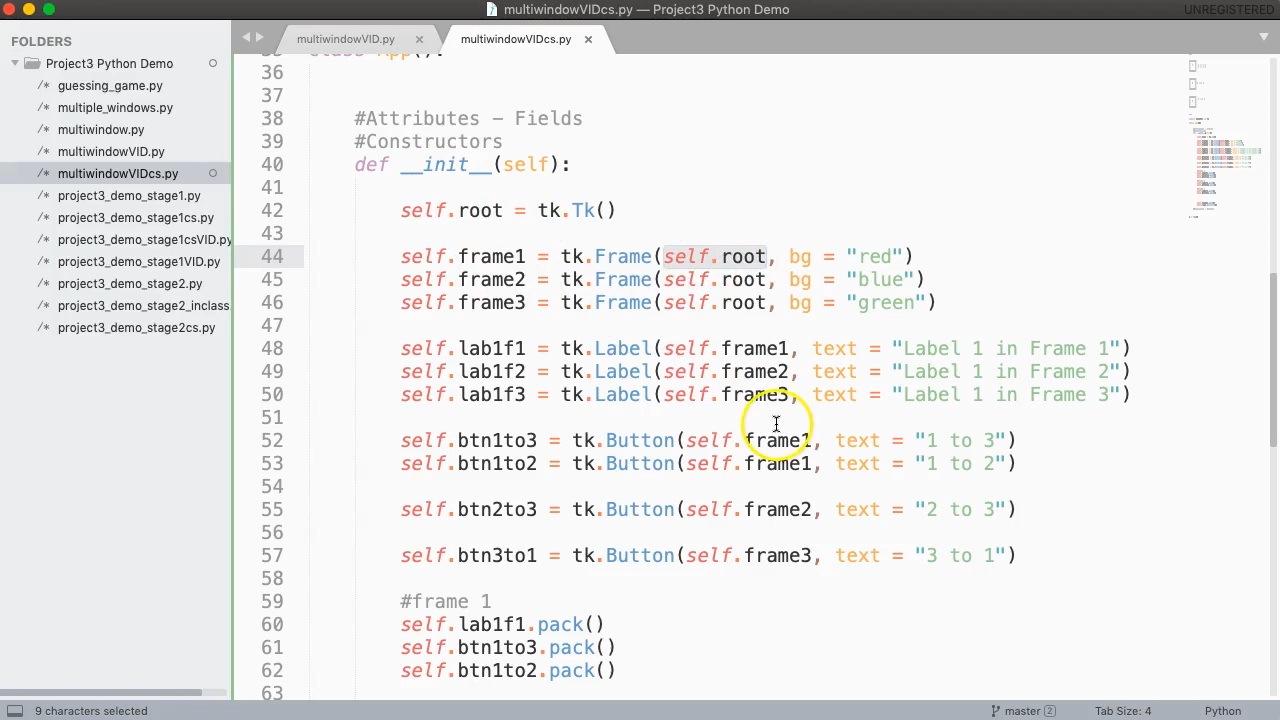 multiwindowVIDcs.py — Project3 Python Demo
UNREGISTERED
FOLDERS
Project3 Python Demo
/* guessing_game.py
/* multiple_windows.py
/* multiwindow.py
/* multiwindowVID.py
/* multiwindowVIDcs.py
/* project3_demo_stage1.py
/* project3_demo_stage1cs.py
/* project3_demo_stage1csVID.py
/* project3_demo_stage1VID.py
/* project3_demo_stage2.py
/* project3_demo_stage2_inclass
/* project3_demo_stage2cs.py
multiwindowVID.py ×
multiwindowVIDcs.py ×
36
37
38 #Attributes – Fields
39 #Constructors
40 def __init__(self):
41
42 self.root = tk.Tk()
43
44 self.frame1 = tk.Frame(self.root, bg = "red")
45 self.frame2 = tk.Frame(self.root, bg = "blue")
46 self.frame3 = tk.Frame(self.root, bg = "green")
47
48 self.lab1f1 = tk.Label(self.frame1, text = "Label 1 in Frame 1")
49 self.lab1f2 = tk.Label(self.frame2, text = "Label 1 in Frame 2")
50 self.lab1f3 = tk.Label(self.frame3, text = "Label 1 in Frame 3")
51
52 self.btn1to3 = tk.Button(self.frame1, text = "1 to 3")
53 self.btn1to2 = tk.Button(self.frame1, text = "1 to 2")
54
55 self.btn2to3 = tk.Button(self.frame2, text = "2 to 3")
56
57 self.btn3to1 = tk.Button(self.frame3, text = "3 to 1")
58
59 #frame 1
60 self.lab1f1.pack()
61 self.btn1to3.pack()
62 self.btn1to2.pack()
63
9 characters selected
master 2
Tab Size: 4
Python